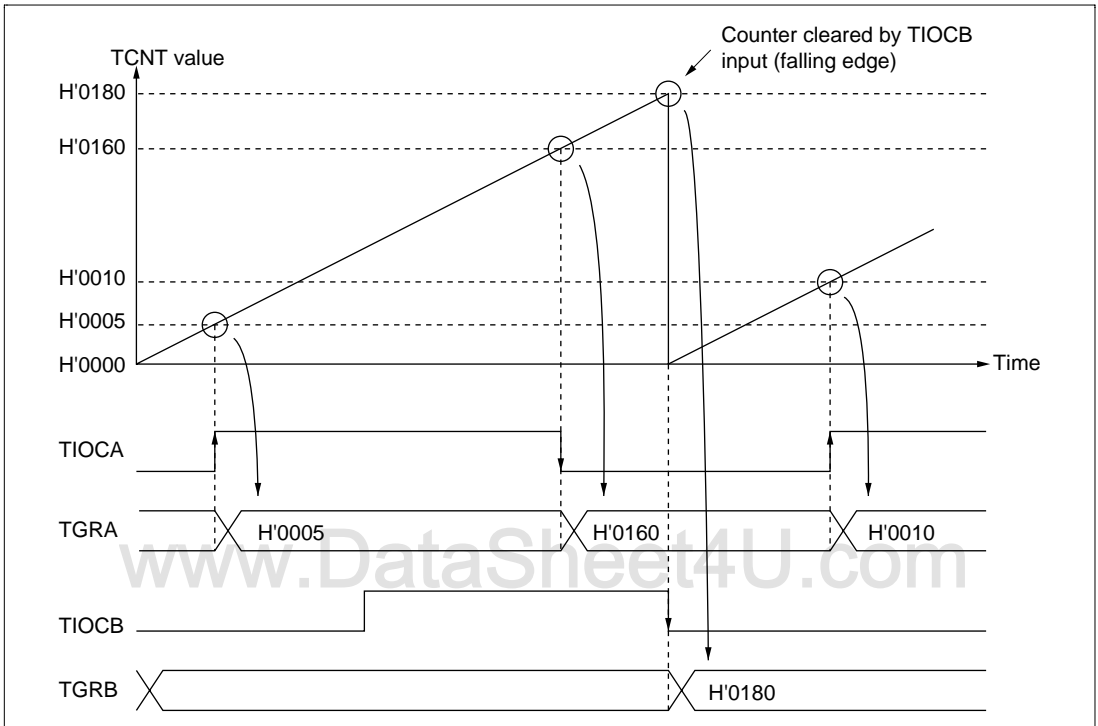 Counter cleared by TIOCB
input (falling edge)
TCNT value
H'0180
H'0160
H'0010
H'0005
H'0000
Time
TIOCA
TGRA
H'0005
H'0160
H'0010
www.DataSheet4U.com
TIOCB
TGRB
H'0180